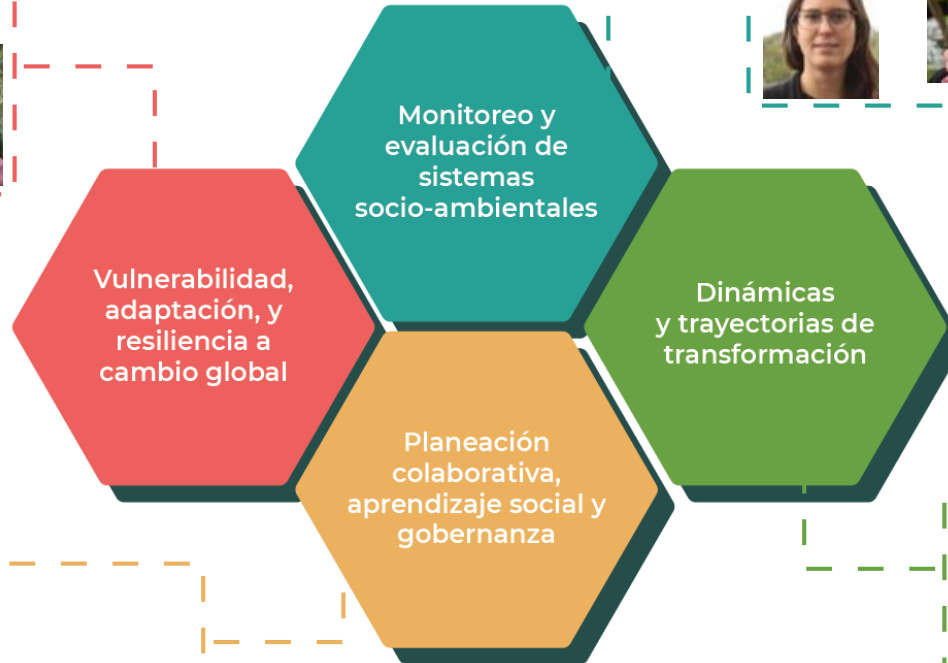 Monitoreo y
evaluación de
sistemas
socio-ambientales
Vulnerabilidad,
adaptación, y
resiliencia a
cambio global
Dinámicas
y trayectorias de
transformación
Planeación
colaborativa,
aprendizaje social y
gobernanza